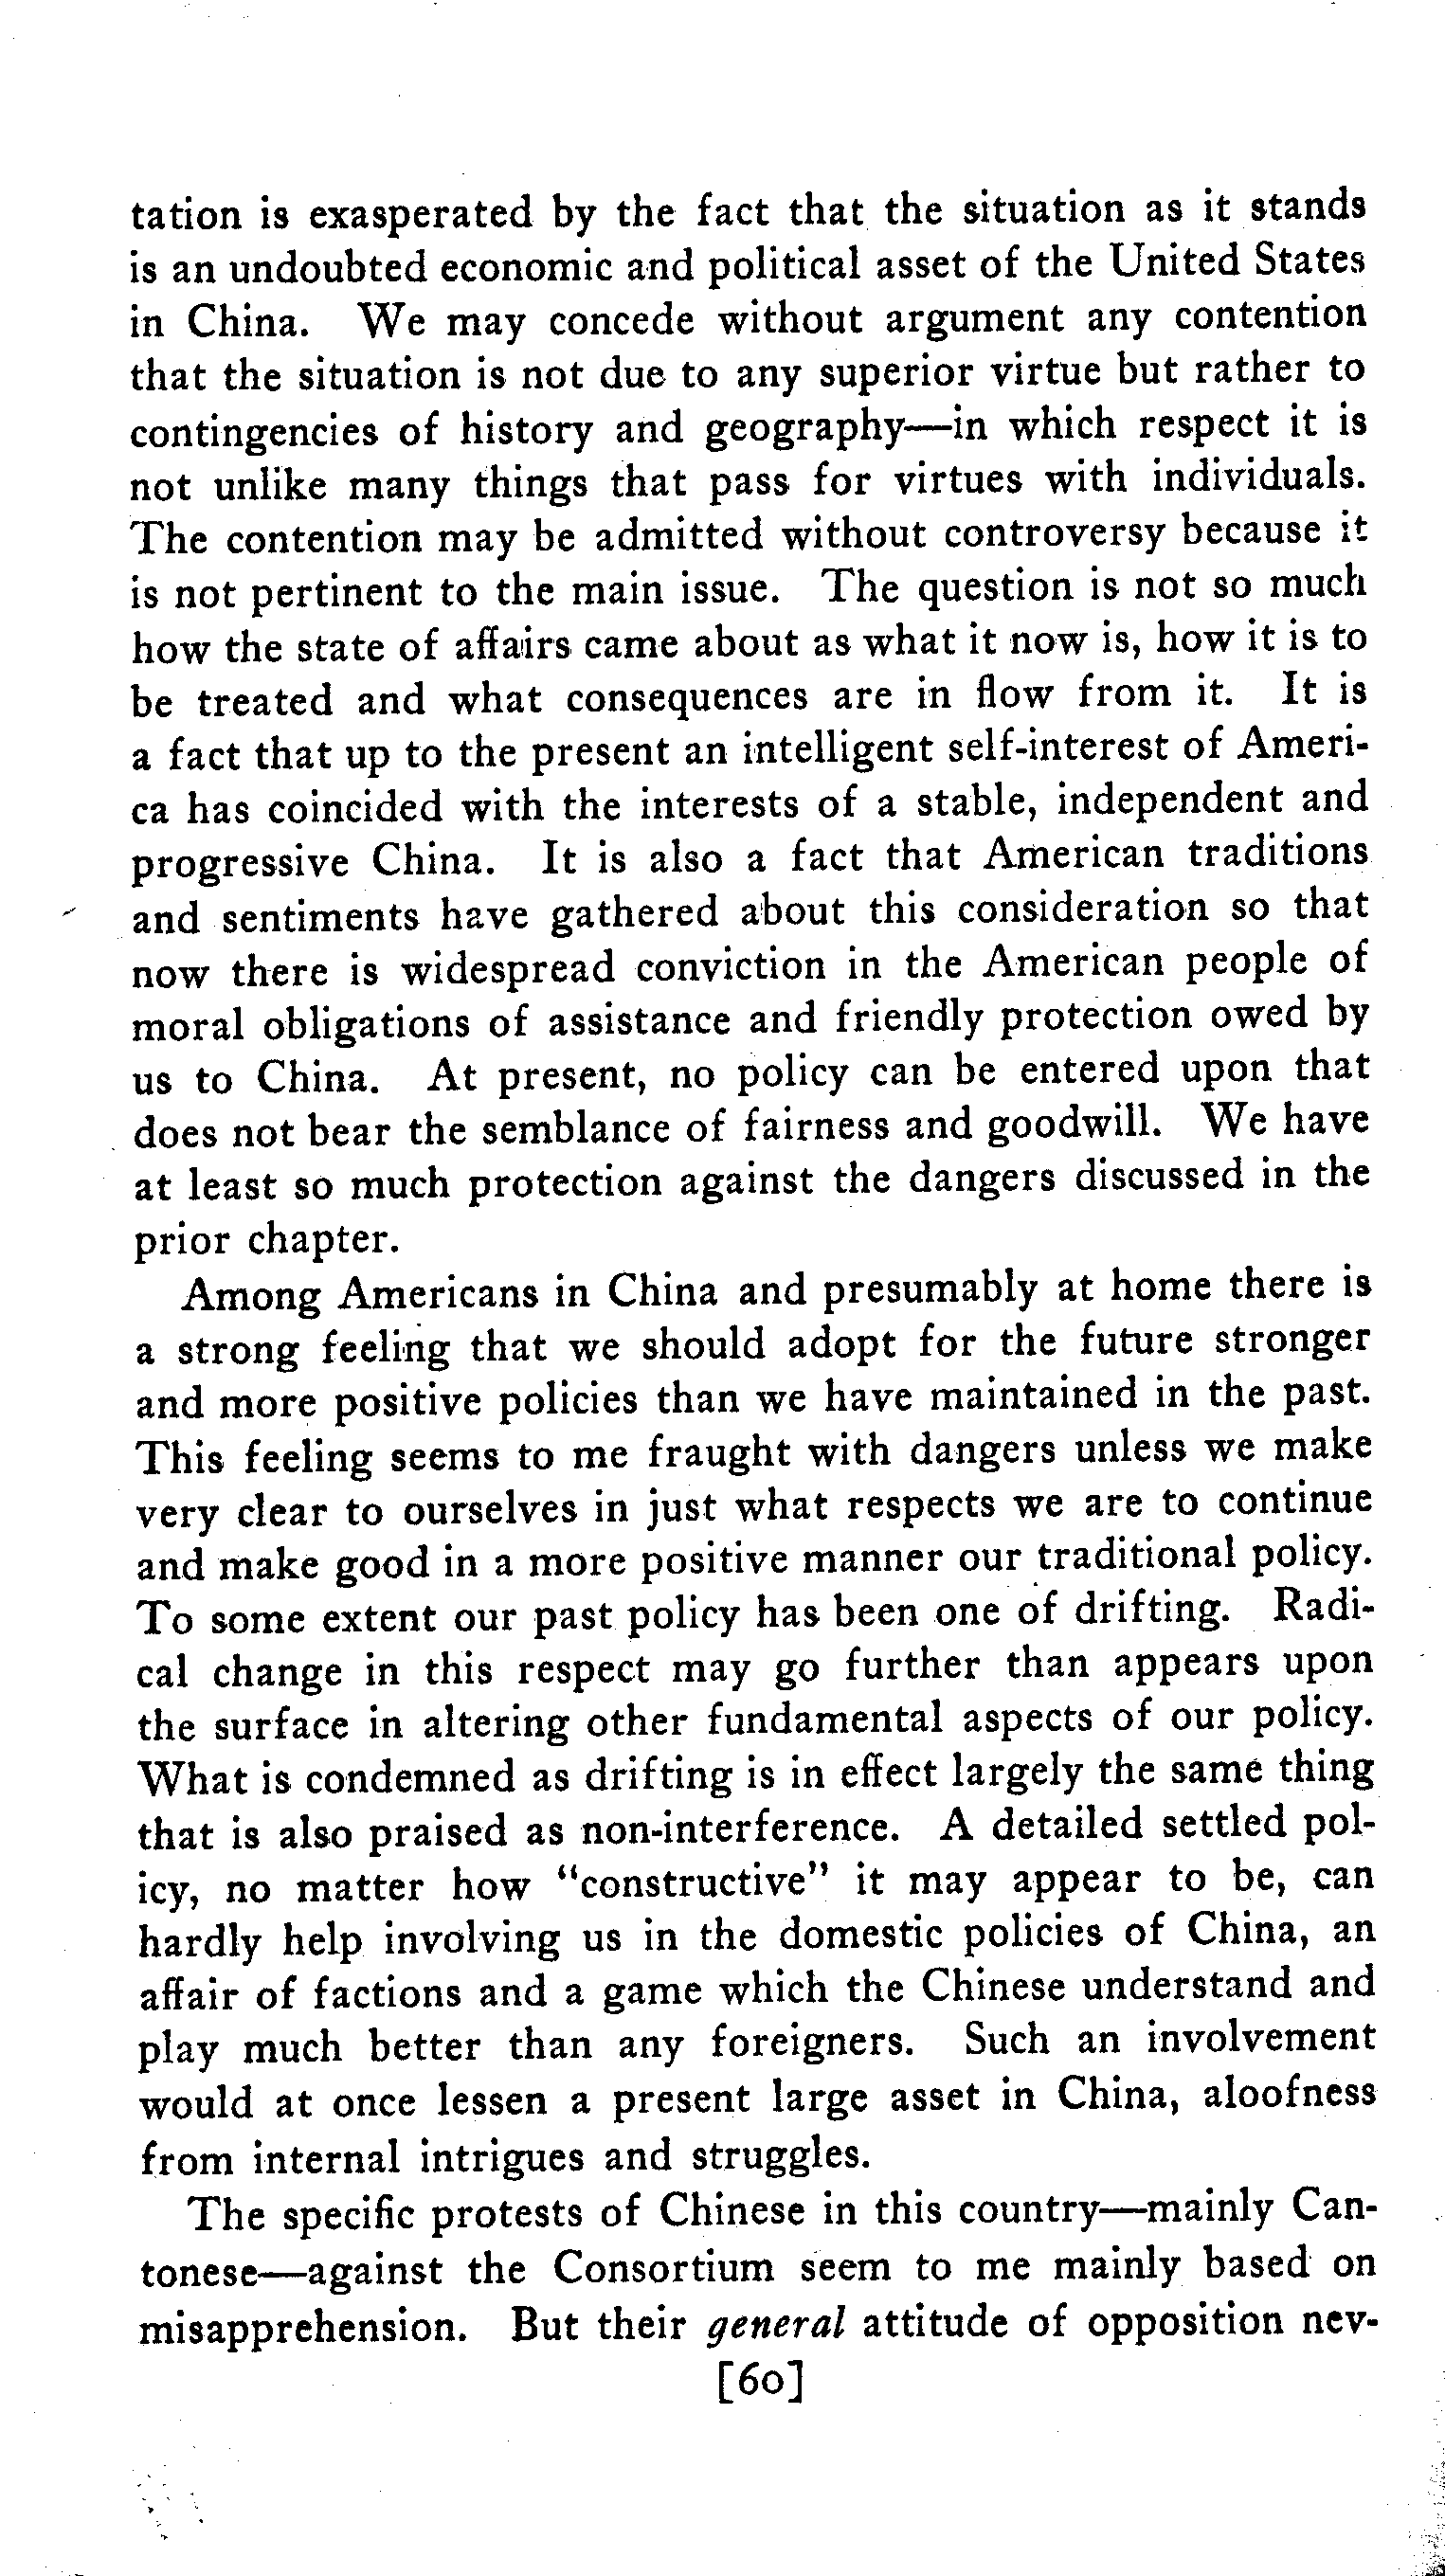 tation is exasperated by the fact that the situation as it stands
is an undoubted economic and political asset of the United States
in China. We may concede without argument any contention
that the situation is not due to any superior virtue but rather to
contingencies of history and geography—in which respect it is
not unlike many things that pass for virtues with individuals.
The contention may be admitted without controversy because it
is not pertinent to the main issue. The question is not so much
how the state of affairs came about as what it now is, how it is to
be treated and what consequences are in flow from it. It is
a fact that up to the present an intelligent self-interest of Ameri-
ca has coincided with the interests of a stable, independent and
progressive China. It is also a fact that American traditions
and sentiments have gathered about this consideration so that
now there is widespread conviction in the American people of
moral obligations of assistance and friendly protection owed by
us to China. At present, no policy can be entered upon that
does not bear the semblance of fairness and goodwill. We have
at least so much protection against the dangers discussed in the
prior chapter.
Among Americans in China and presumably at home there is
a strong feeling that we should adopt for the future stronger
and more positive policies than we have maintained in the past.
This feeling seems to me fraught with dangers unless we make
very clear to ourselves in just what respects we are to continue
and make good in a more positive manner our traditional policy.
To some extent our past policy has been one of drifting. Radi-
cal change in this respect may go further than appears upon
the surface in altering other fundamental aspects of our policy.
What is condemned as drifting is in effect largely the same thing
that is also praised as non-interference. A detailed settled pol-
icy, no matter how "constructive" it may appear to be, can
hardly help involving us in the domestic policies of China, an
affair of factions and a game which the Chinese understand and
play much better than any foreigners. Such an involvement
would at once lessen a present large asset in China, aloofness
from internal intrigues and struggles.
The specific protests of Chinese in this country—mainly Can-
tonese—against the Consortium seem to me mainly based on
misapprehension. But their general attitude of opposition nev-
[60]